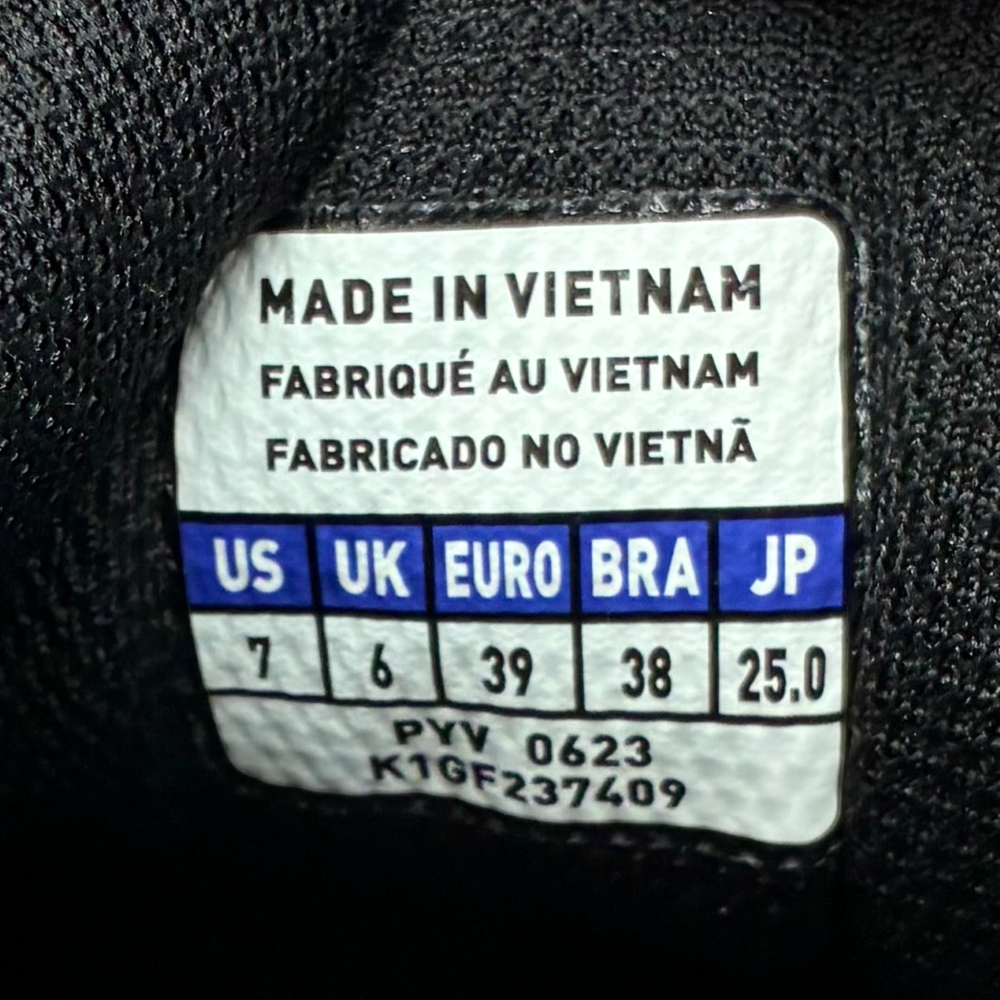 MADE IN VIETNAM
FABRIQUÉ AU VIETNAM
FABRICADO NO VIETNÃ
US UK EURO BRA JP
7 6 39 38 25.0
PYV 0623
K1GF237409